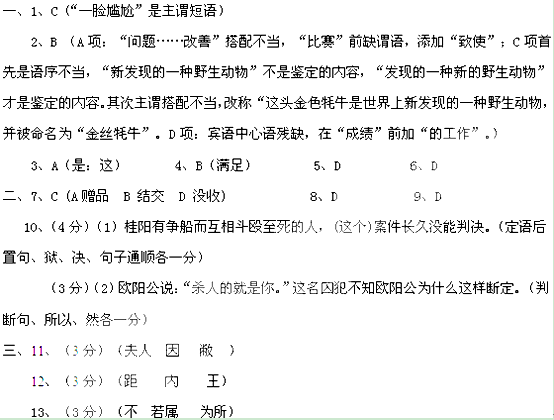 一、1、C（“一脸尴尬”是主谓短语）
2、B （A项：“问题……改善”搭配不当，“比赛”前缺谓语，添加“致使”；C项首
先是语序不当，“新发现的一种野生动物”不是鉴定的内容，“发现的一种新的野生动物”
才是鉴定的内容。其次主谓搭配不当，改称“这头金色牦牛是世界上新发现的一种野生动物，
并被命名为“金丝牦牛”。D项：宾语中心语残缺，在“成绩”前加“的工作”。）
3、A（是：这） 4、B（满足） 5、D 6、D
二、7、C（A赠品 B 结交 D 没收） 8、D 9、D
10、（4分）（1）桂阳有争船而互相斗殴至死的人，（这个)案件长久没能判决。（定语后
置句、狱、决、句子通顺各一分）
（3分）（2）欧阳公说：“杀人的就是你。”这名囚犯不知欧阳公为什么这样断定。（判
断句、所以、然各一分）
三、11、（3分）（夫人 因 敝 ）
12、（3分）（距 内 王）
13、（3分）（不 若属 为所）